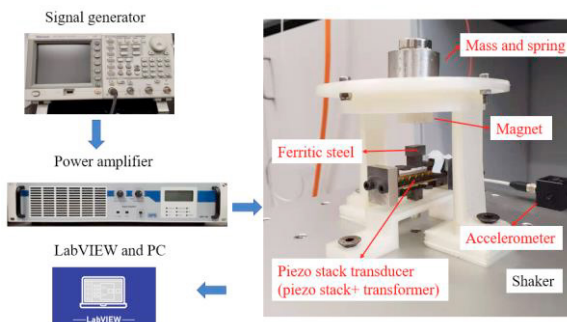 Signal generator
Power amplifier
LabVIEW and PC
LabVIEW
Mass and spring
Magnet
Ferritic steel
Accelerometer
Piezo stack transducer
(piezo stack+ transformer)
Shaker